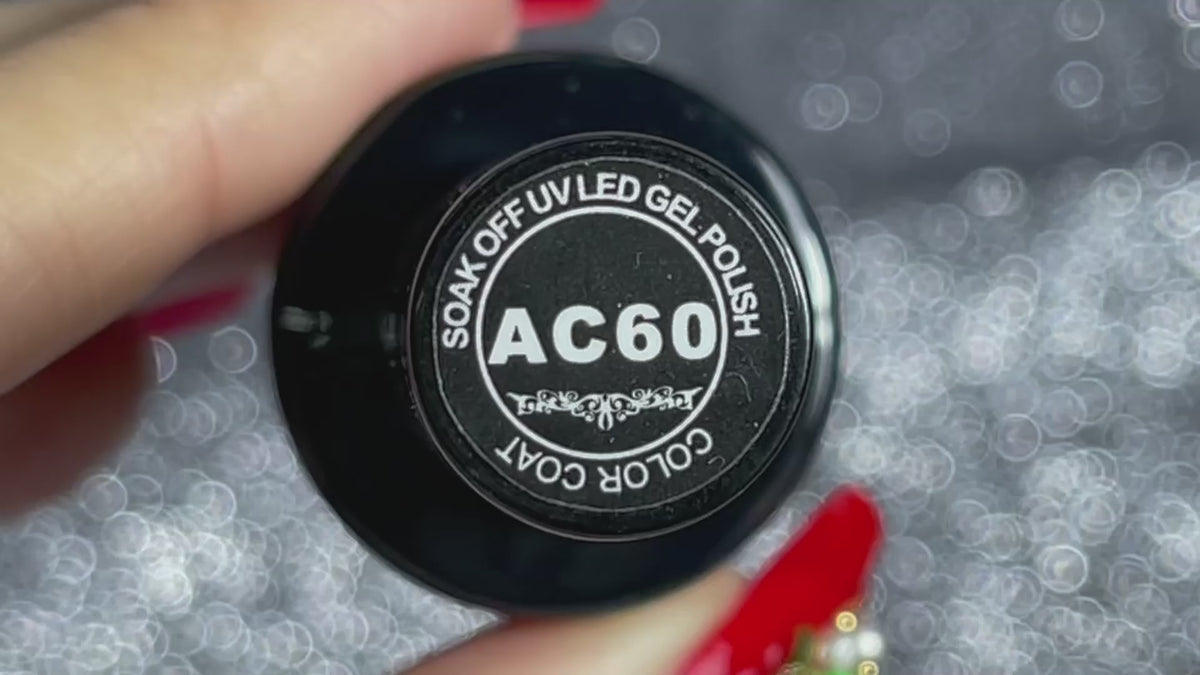 SOAK OFF UV LED GEL POLISH
AC60
COLOR COAT